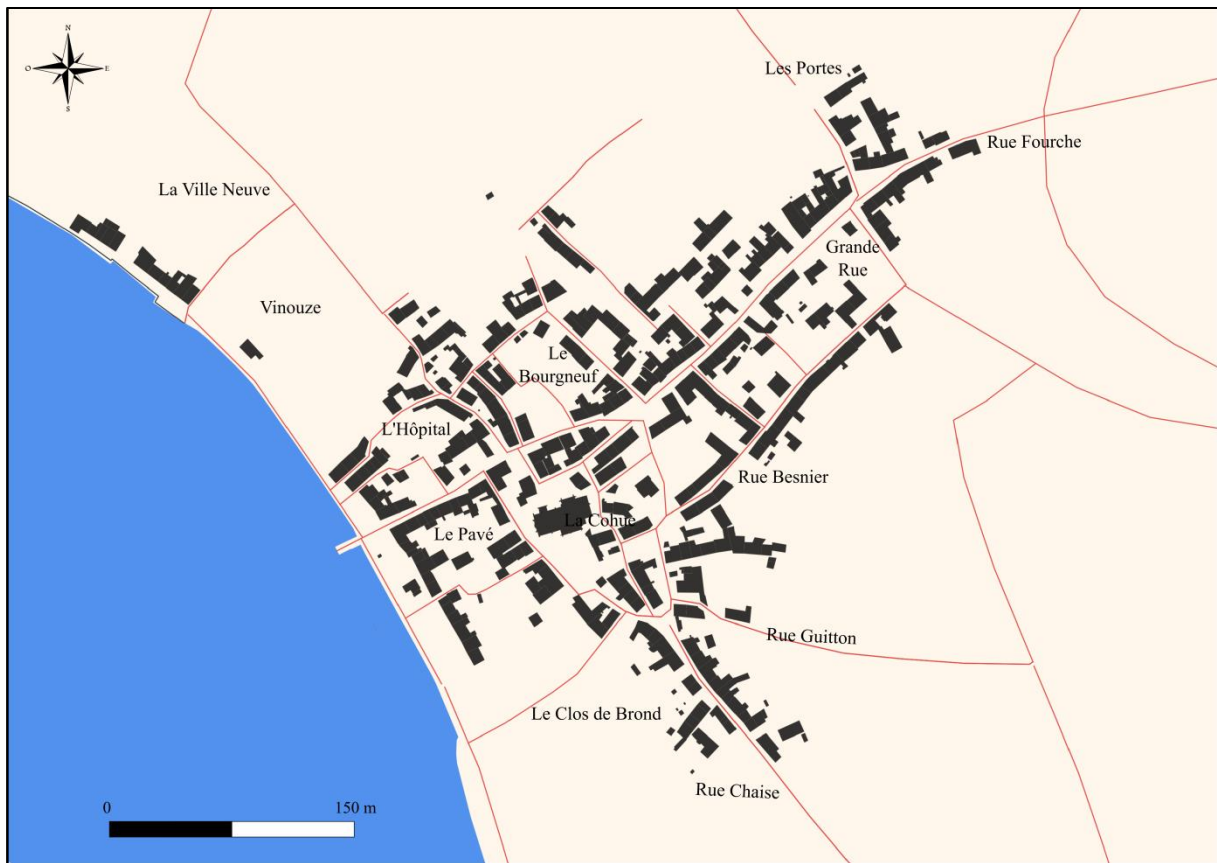 N
O
E
S
Les Portes
Rue Fourche
La Ville Neuve
Grande
Rue
Vinouze
Le
Bourgneuf
L'Hôpital
Rue Besnier
La Cohue
Le Pavé
Rue Guitton
Le Clos de Brond
Rue Chaise
0
150 m